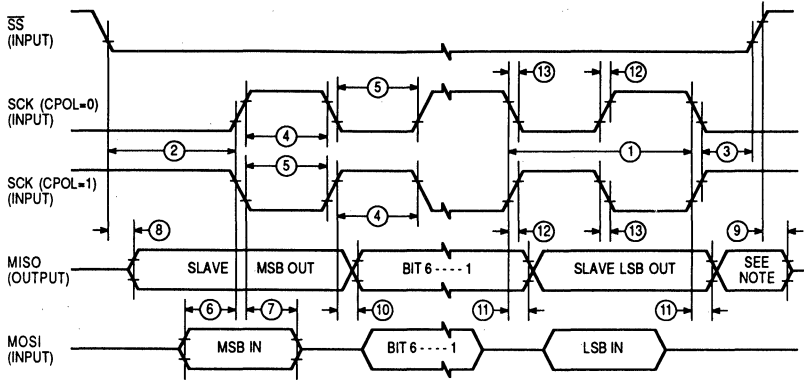 SS
(INPUT)
13 12
SCK (CPOL=0)
(INPUT)
5
4
2 1 3
SCK (CPOL=1)
(INPUT)
5
4
8 12 13 9
MISO
(OUTPUT)
SLAVE MSB OUT
BIT 6 - - - - 1
SLAVE LSB OUT
SEE
NOTE
6 7 10 11 11
MOSI
(INPUT)
MSB IN
BIT 6 - - - - 1
LSB IN